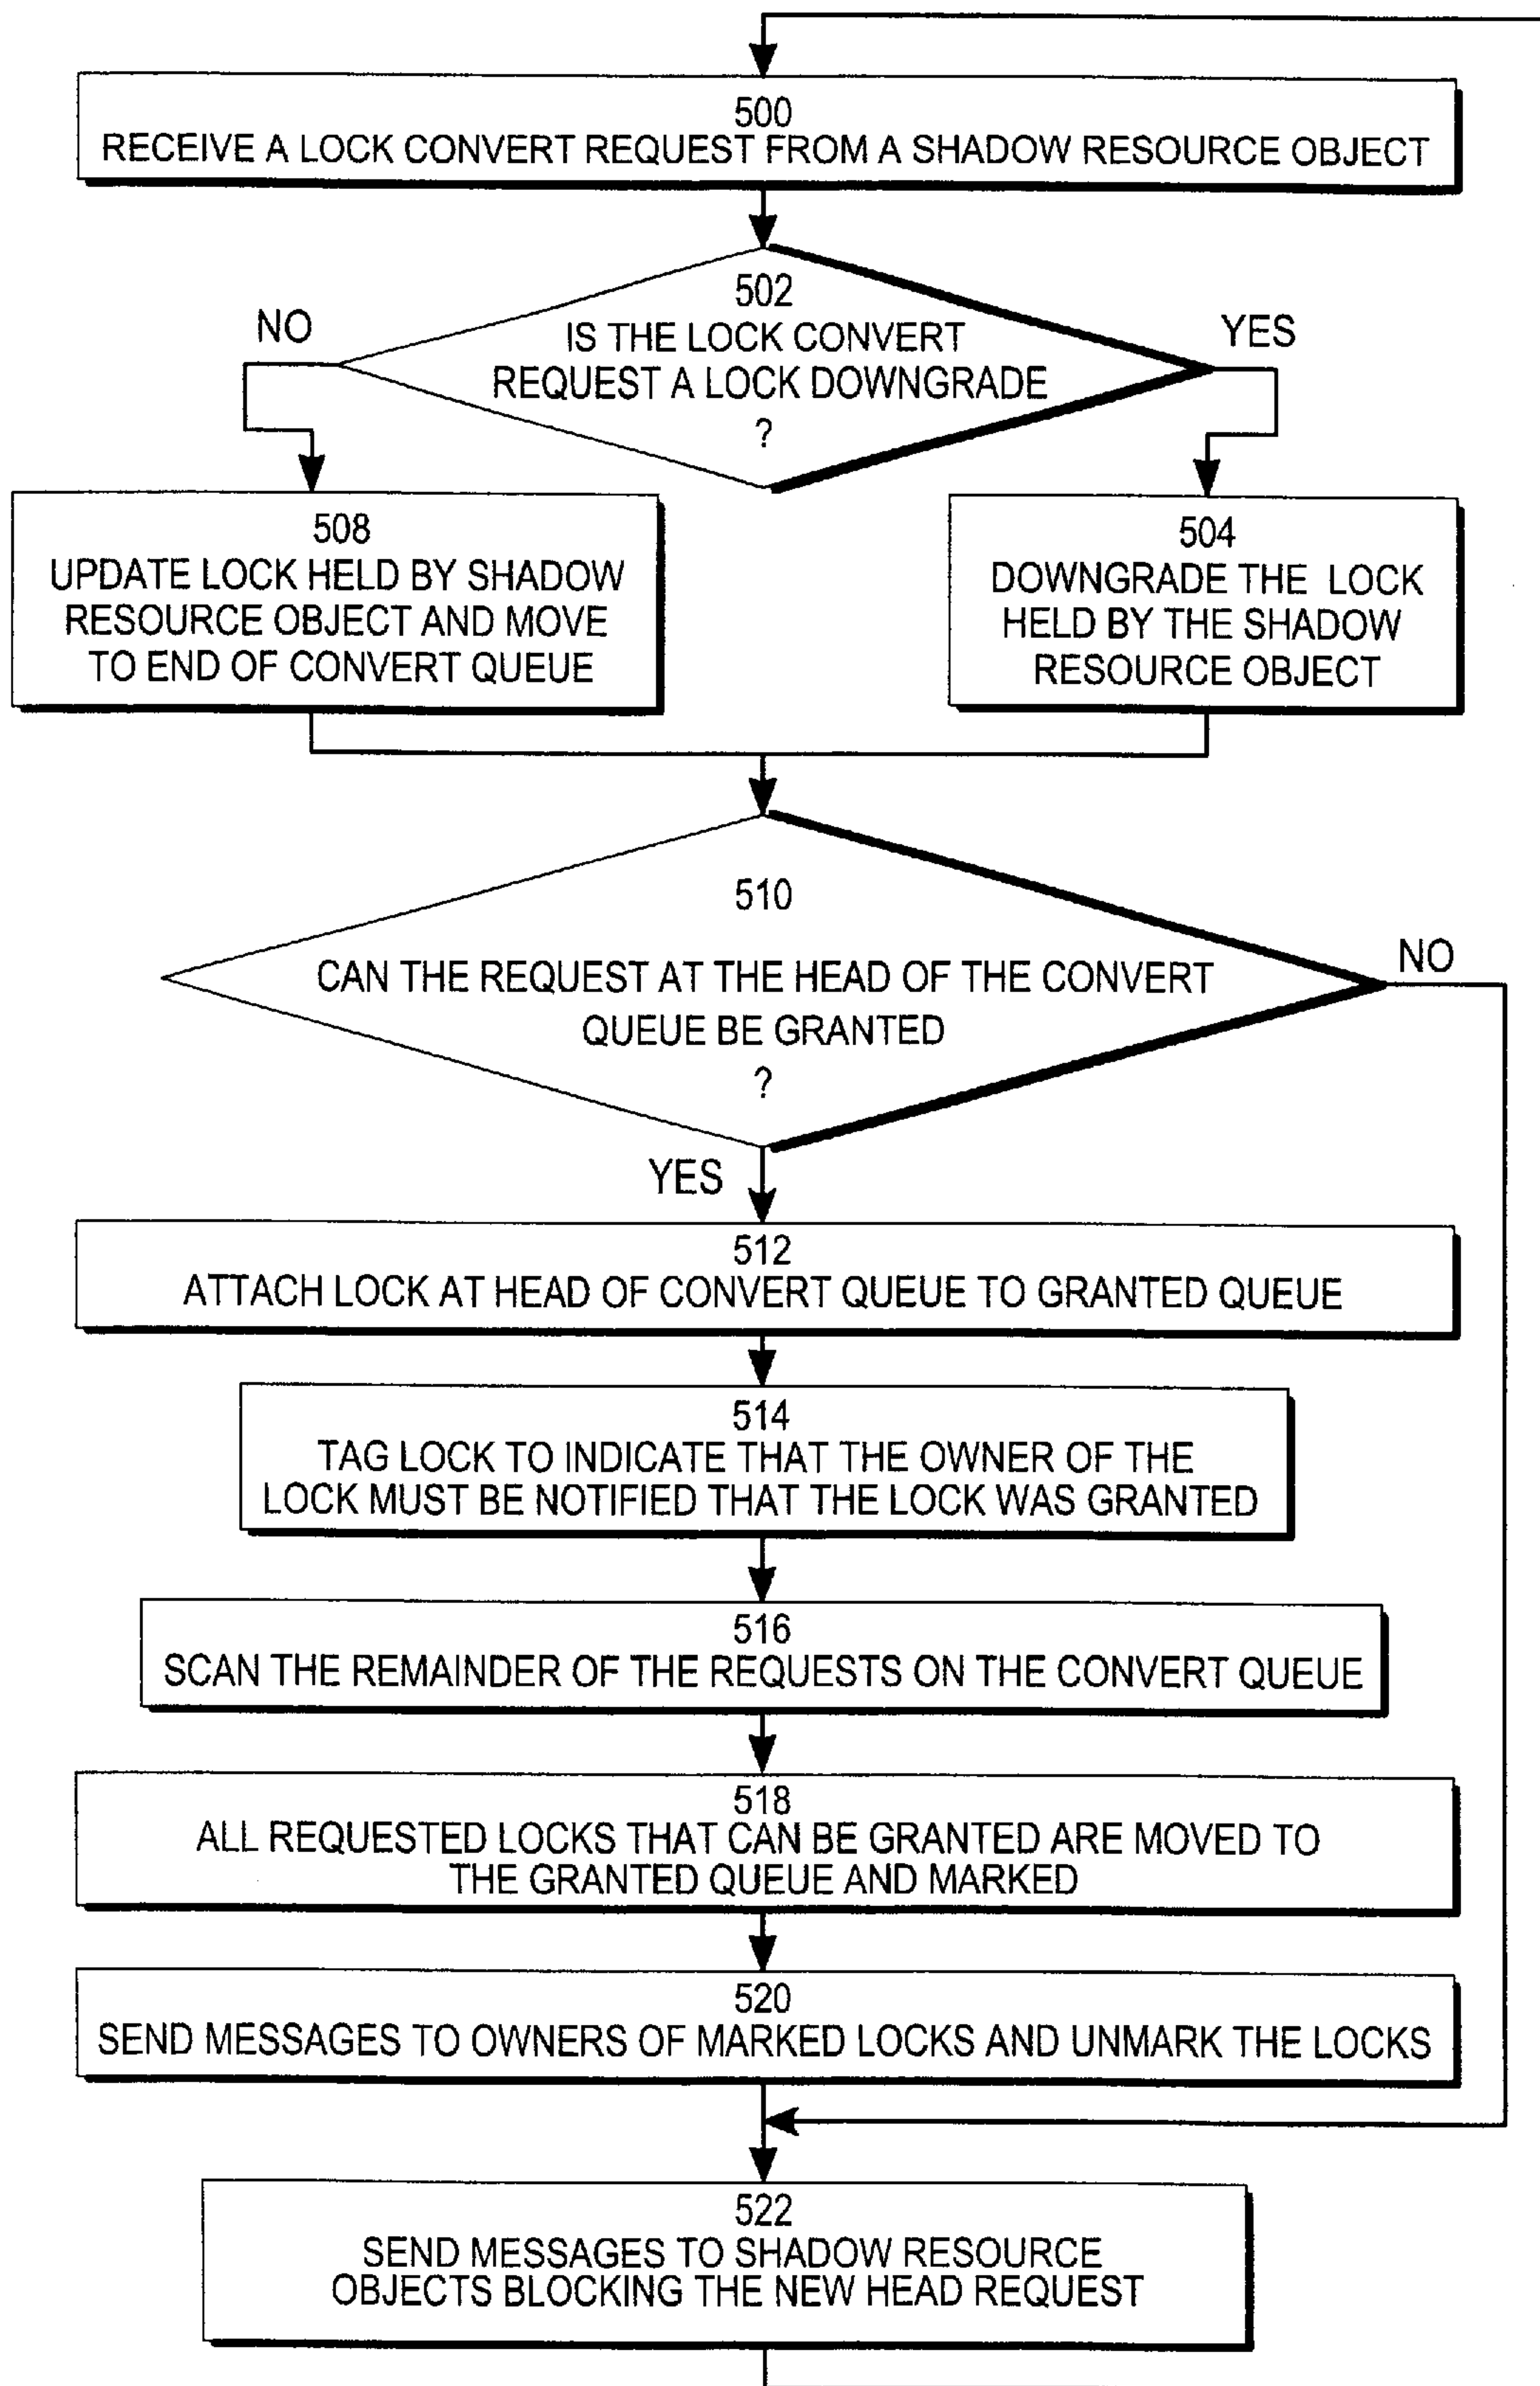 500
RECEIVE A LOCK CONVERT REQUEST FROM A SHADOW RESOURCE OBJECT
502
IS THE LOCK CONVERT
REQUEST A LOCK DOWNGRADE
?
NO
YES
508
UPDATE LOCK HELD BY SHADOW
RESOURCE OBJECT AND MOVE
TO END OF CONVERT QUEUE
504
DOWNGRADE THE LOCK
HELD BY THE SHADOW
RESOURCE OBJECT
510
CAN THE REQUEST AT THE HEAD OF THE CONVERT
QUEUE BE GRANTED
?
NO
YES
512
ATTACH LOCK AT HEAD OF CONVERT QUEUE TO GRANTED QUEUE
514
TAG LOCK TO INDICATE THAT THE OWNER OF THE
LOCK MUST BE NOTIFIED THAT THE LOCK WAS GRANTED
516
SCAN THE REMAINDER OF THE REQUESTS ON THE CONVERT QUEUE
518
ALL REQUESTED LOCKS THAT CAN BE GRANTED ARE MOVED TO
THE GRANTED QUEUE AND MARKED
520
SEND MESSAGES TO OWNERS OF MARKED LOCKS AND UNMARK THE LOCKS
522
SEND MESSAGES TO SHADOW RESOURCE
OBJECTS BLOCKING THE NEW HEAD REQUEST